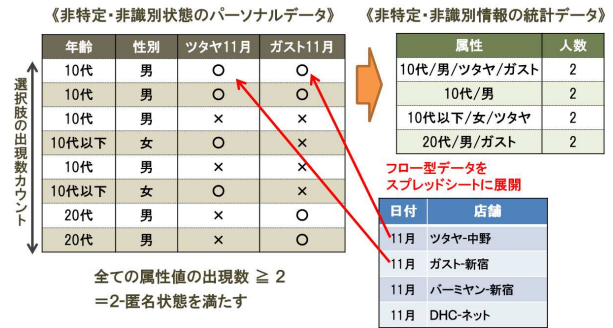 《非特定・非識別状態のパーソナルデータ》
《非特定・非識別情報の統計データ》
年齢 性別 ツタヤ11月 ガスト11月
10代 男 ○ ○
10代 男 ○ ○
10代 男 × ×
10代以下 女 ○ ×
10代 男 × ×
10代以下 女 ○ ×
20代 男 × ○
20代 男 × ○
選択肢の出現数カウント
属性 人数
10代/男/ツタヤ/ガスト 2
10代/男 2
10代以下/女/ツタヤ 2
20代/男/ガスト 2
フロー型データを
スプレッドシートに展開
日付 店舗
11月 ツタヤ-中野
11月 ガスト-新宿
11月 バーミヤン-新宿
11月 DHC-ネット
全ての属性値の出現数 ≧ 2
=2-匿名状態を満たす